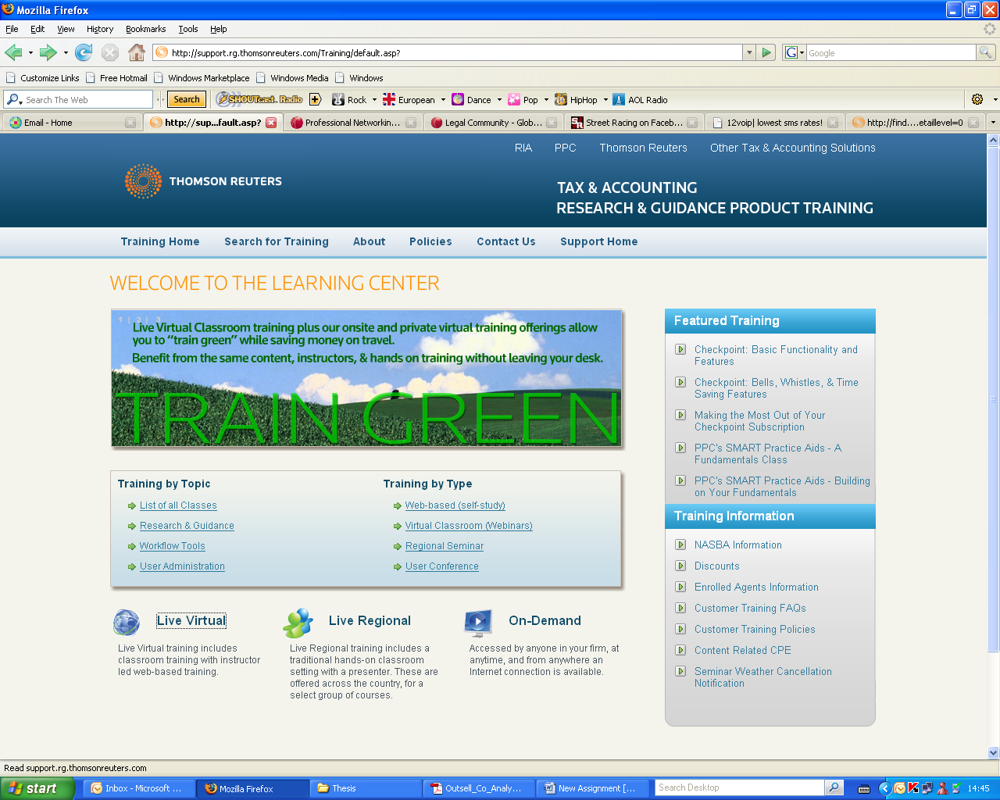 Mozilla Firefox
File Edit View History Bookmarks Tools Help
http://support.rg.thomsonreuters.com/Training/default.asp?
G Google
Customize Links Free Hotmail Windows Marketplace Windows Media Windows
Search The Web Search SHOUTcast Radio Rock European Dance Pop HipHop AOL Radio
Email - Home http://sup...fault.asp? Professional Networkin... Legal Community - Glob... SR Street Racing on Faceb... 12voip| lowest sms rates! http://find....etaillevel=0
RIA PPC Thomson Reuters Other Tax & Accounting Solutions
THOMSON REUTERS
TAX & ACCOUNTING
RESEARCH & GUIDANCE PRODUCT TRAINING
Training Home Search for Training About Policies Contact Us Support Home
WELCOME TO THE LEARNING CENTER
1 | 2 | 3
Live Virtual Classroom training plus our onsite and private virtual training offerings allow
you to “train green” while saving money on travel.
Benefit from the same content, instructors, & hands on training without leaving your desk.
TRAIN GREEN
Training by Topic
List of all Classes
Research & Guidance
Workflow Tools
User Administration
Training by Type
Web-based (self-study)
Virtual Classroom (Webinars)
Regional Seminar
User Conference
Live Virtual
Live Virtual training includes
classroom training with instructor
led web-based training.
Live Regional
Live Regional training includes a
traditional hands-on classroom
setting with a presenter. These are
offered across the country, for a
select group of courses.
On-Demand
Accessed by anyone in your firm, at
anytime, and from anywhere an
Internet connection is available.
Featured Training
Checkpoint: Basic Functionality and
Features
Checkpoint: Bells, Whistles, & Time
Saving Features
Making the Most Out of Your
Checkpoint Subscription
PPC's SMART Practice Aids - A
Fundamentals Class
PPC's SMART Practice Aids - Building
on Your Fundamentals
Training Information
NASBA Information
Discounts
Enrolled Agents Information
Customer Training FAQs
Customer Training Policies
Content Related CPE
Seminar Weather Cancellation
Notification
Read support.rg.thomsonreuters.com
start Inbox - Microsoft ... Mozilla Firefox Thesis Outsell_Co_Analy... New Assignment [... Search Desktop 14:45